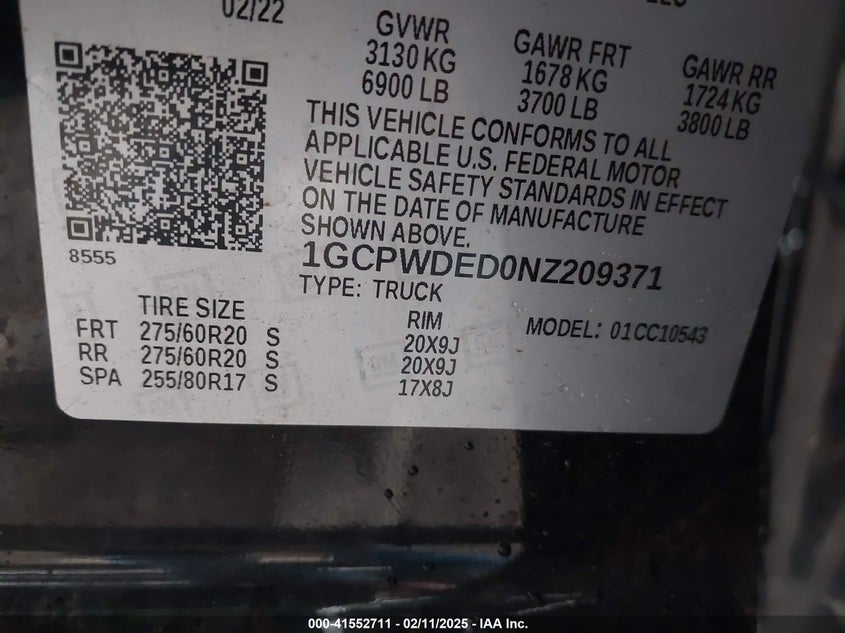 02/22
GVWR
3130 KG
6900 LB
GAWR FRT
1678 KG
3700 LB
GAWR RR
1724 KG
3800 LB
THIS VEHICLE CONFORMS TO ALL
APPLICABLE U.S. FEDERAL MOTOR
VEHICLE SAFETY STANDARDS IN EFFECT
ON THE DATE OF MANUFACTURE
SHOWN ABOVE.
8555
1GCPWDED0NZ209371
TYPE: TRUCK
MODEL: 01CC10543
TIRE SIZE RIM
FRT 275/60R20 S 20X9J
RR 275/60R20 S 20X9J
SPA 255/80R17 S 17X8J
000-41552711 - 02/11/2025 - IAA Inc.